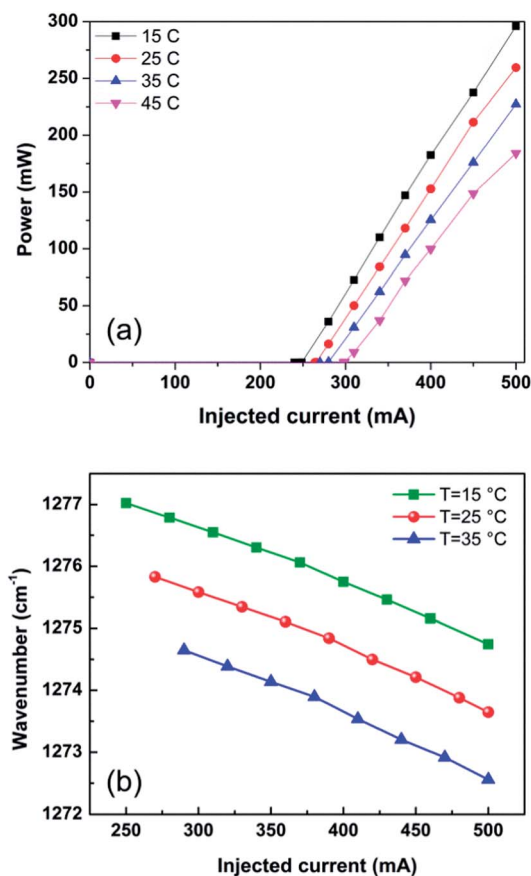 300
250
200
150
100
50
0
Power (mW)
15 C
25 C
35 C
45 C
(a)
0 100 200 300 400 500
Injected current (mA)
1277
1276
1275
1274
1273
1272
Wavenumber (cm⁻¹)
T=15 °C
T=25 °C
T=35 °C
(b)
250 300 350 400 450 500
Injected current (mA)